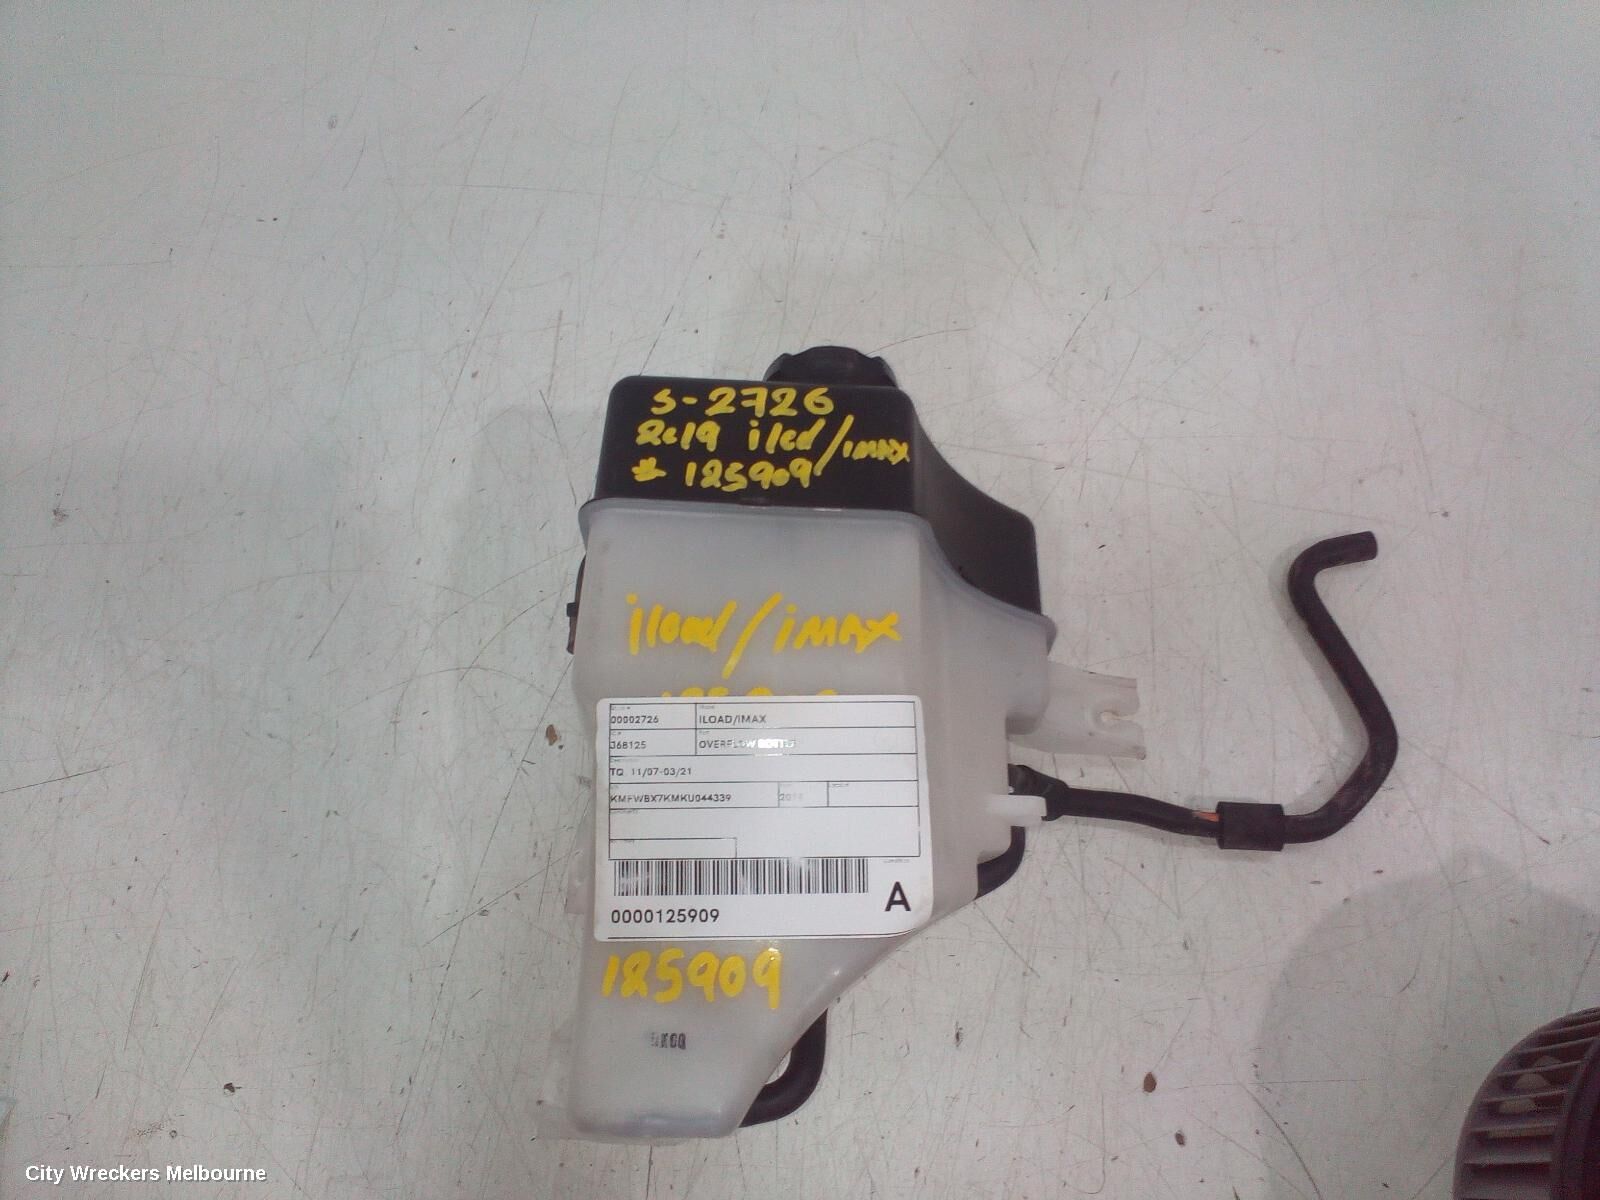 S-2726
2019 iload/iMAX
* 125909
iload/iMAX
00002726 ILOAD/IMAX
J68125 OVERFLOW BOTTLE
TQ, 11/07-03/21
KMFWBX7KMKU044339 2019
A
0000125909
125909
City Wreckers Melbourne